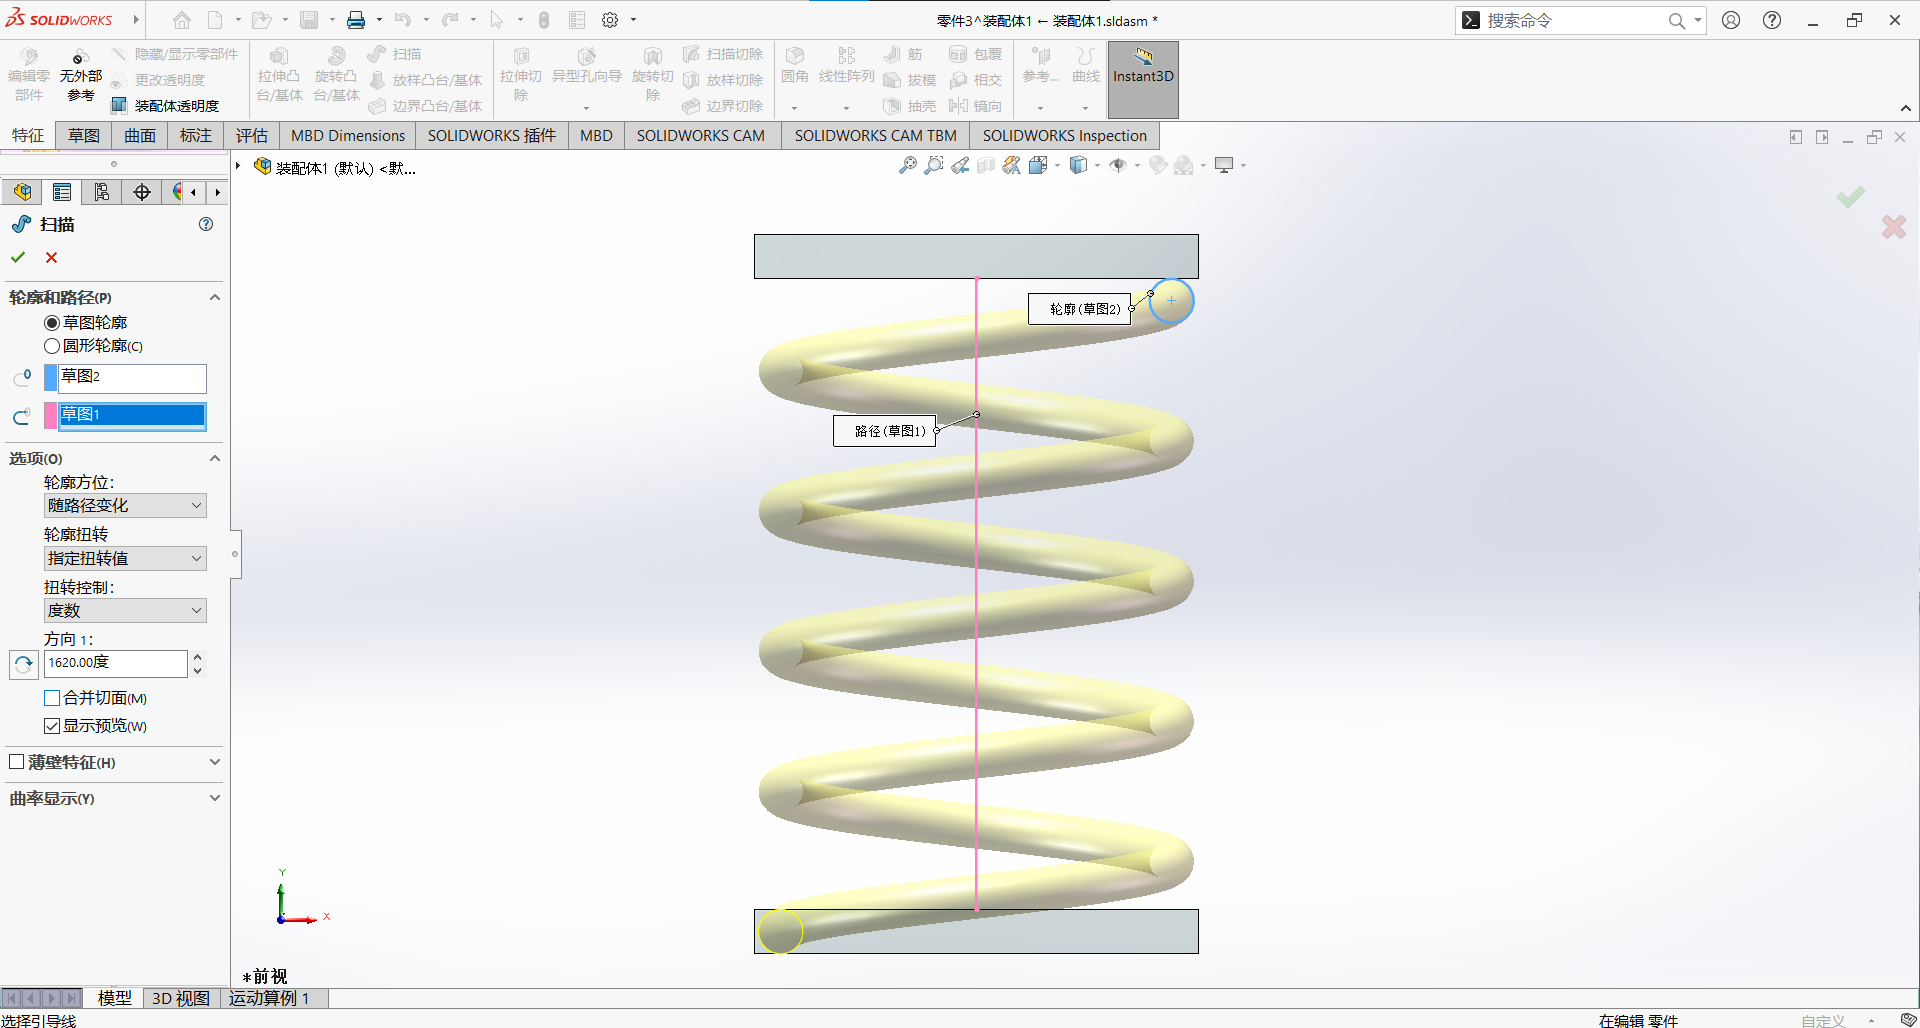 SOLIDWORKS
零件3^装配体1 ← 装配体1.sldasm *
搜索命令
编辑零部件
无外部参考
隐藏/显示零部件
更改透明度
装配体透明度
拉伸凸台/基体
旋转凸台/基体
扫描
放样凸台/基体
边界凸台/基体
拉伸切除
异型孔向导
旋转切除
扫描切除
放样切除
边界切除
圆角
线性阵列
筋
拔模
抽壳
包覆
相交
镜向
参考...
曲线
Instant3D
特征
草图
曲面
标注
评估
MBD Dimensions
SOLIDWORKS 插件
MBD
SOLIDWORKS CAM
SOLIDWORKS CAM TBM
SOLIDWORKS Inspection
装配体1 (默认) <默...
扫描
轮廓和路径(P)
草图轮廓
圆形轮廓(C)
草图2
草图1
选项(O)
轮廓方位:
随路径变化
轮廓扭转
指定扭转值
扭转控制:
度数
方向 1:
1620.00度
合并切面(M)
显示预览(W)
薄壁特征(H)
曲率显示(Y)
轮廓(草图2)
路径(草图1)
Y
X
*前视
模型
3D 视图
运动算例 1
选择引导线
在编辑 零件
自定义